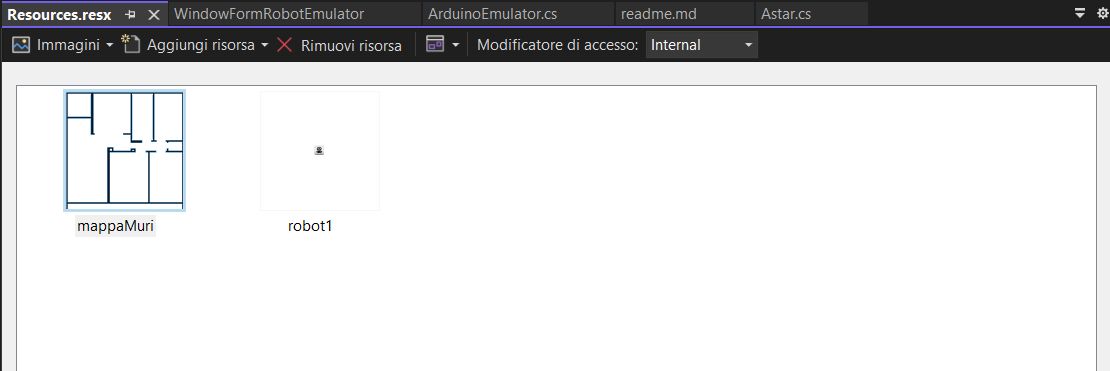 Resources.resx WindowFormRobotEmulator ArduinoEmulator.cs readme.md Astar.cs
Immagini Aggiungi risorsa Rimuovi risorsa Modificatore di accesso: Internal
mappaMuri robot1